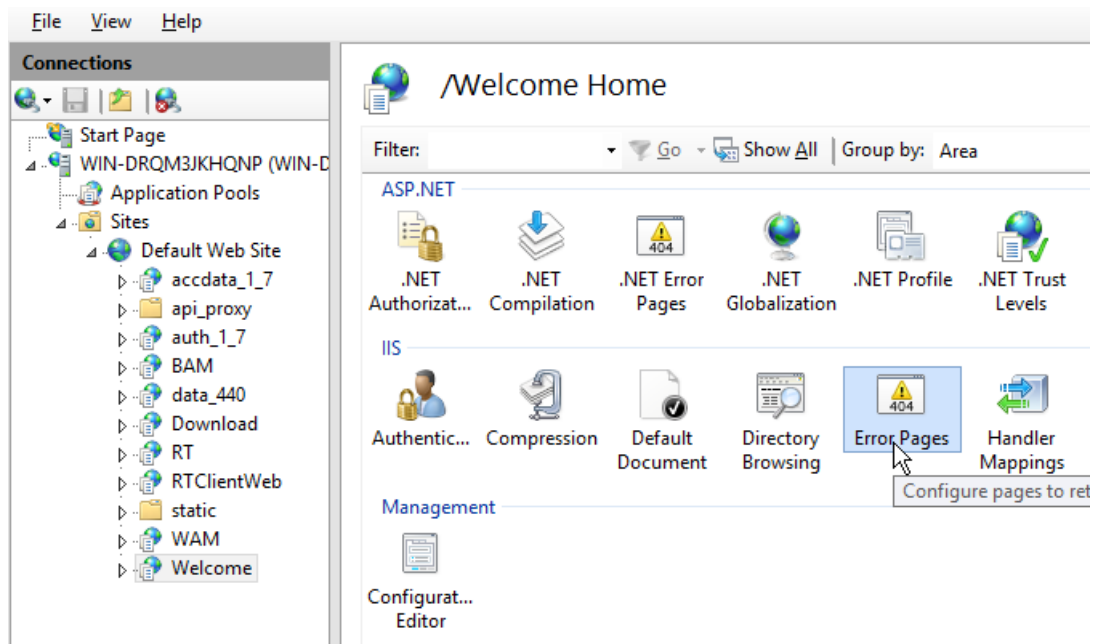 File View Help
Connections
Start Page
WIN-DRQM3JKHQNP (WIN-D
Application Pools
Sites
Default Web Site
accdata_1_7
api_proxy
auth_1_7
BAM
data_440
Download
RT
RTClientWeb
static
WAM
Welcome
/Welcome Home
Filter: Go Show All Group by: Area
ASP.NET
.NET Authorizat...
.NET Compilation
404
.NET Error Pages
.NET Globalization
.NET Profile
.NET Trust Levels
IIS
Authentic...
Compression
Default Document
Directory Browsing
404
Error Pages
Handler Mappings
Configure pages to ret
Management
Configurat...
Editor